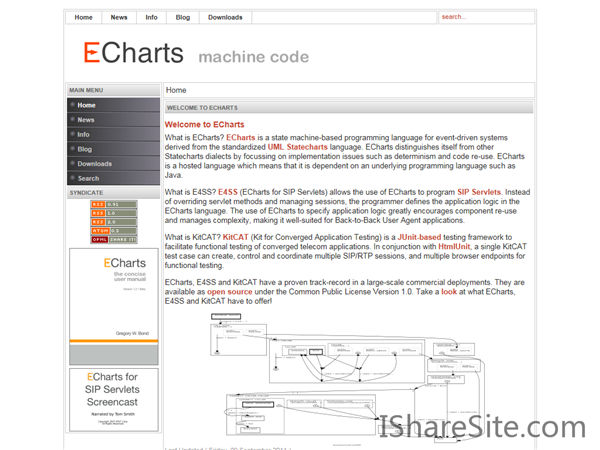 Home News Info Blog Downloads search...
ECharts machine code
MAIN MENU
Home
News
Info
Blog
Downloads
Search
SYNDICATE
RSS 0.91
RSS 1.0
RSS 2.0
ATOM 0.3
OPML SHARE IT!
ECharts
the concise
user manual
Gregory W. Bond
ECharts for
SIP Servlets
Screencast
Narrated by Tom Smith
Home
WELCOME TO ECHARTS
Welcome to ECharts
What is ECharts? ECharts is a state machine-based programming language for event-driven systems
derived from the standardized UML Statecharts language. ECharts distinguishes itself from other
Statecharts dialects by focussing on implementation issues such as determinism and code re-use. ECharts
is a hosted language which means that it is dependent on an underlying programming language such as
Java.
What is E4SS? E4SS (ECharts for SIP Servlets) allows the use of ECharts to program SIP Servlets. Instead
of overriding servlet methods and managing sessions, the programmer defines the application logic in the
ECharts language. The use of ECharts to specify application logic greatly encourages component re-use
and manages complexity, making it well-suited for Back-to-Back User Agent applications.
What is KitCAT? KitCAT (Kit for Converged Application Testing) is a JUnit-based testing framework to
facilitate functional testing of converged telecom applications. In conjunction with HtmlUnit, a single KitCAT
test case can create, control and coordinate multiple SIP/RTP sessions, and multiple browser endpoints for
functional testing.
ECharts, E4SS and KitCAT have a proven track-record in a large-scale commercial deployments. They are
available as open source under the Common Public License Version 1.0. Take a look at what ECharts,
E4SS and KitCAT have to offer!
IShareSite.com